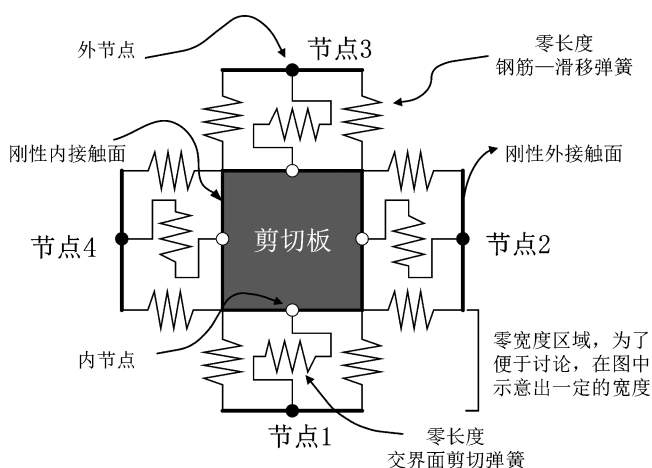 外节点
节点3
零长度
钢筋—滑移弹簧
刚性内接触面
刚性外接触面
节点4
剪切板
节点2
内节点
零宽度区域，为了
便于讨论，在图中
示意出一定的宽度
节点1
零长度
交界面剪切弹簧